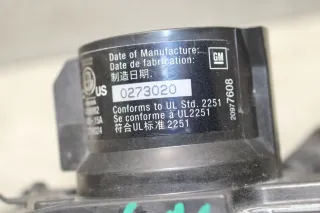 Date of Manufacture:
Date de fabrication:
制造日期
US
0273020
GM
Conforms to UL Std. 2251
Se conforme à UL2251
符合UL标准 2251
20977608